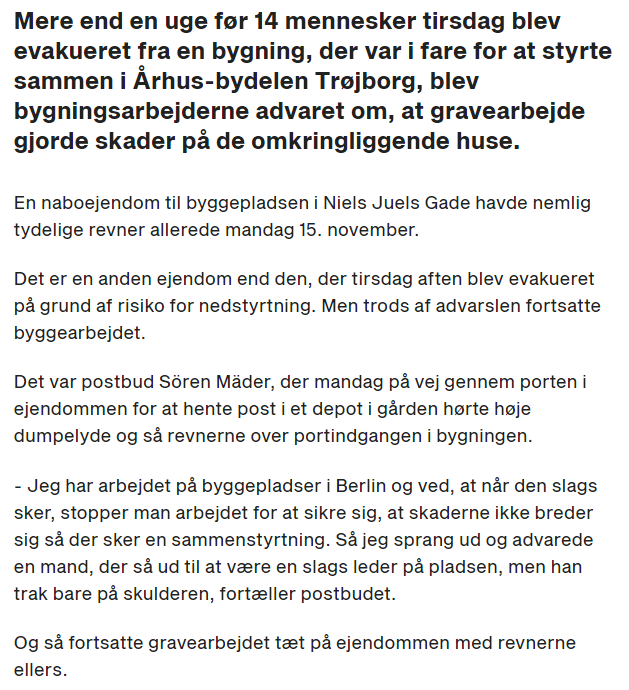 Mere end en uge før 14 mennesker tirsdag blev
evakueret fra en bygning, der var i fare for at styrte
sammen i Århus-bydelen Trøjborg, blev
bygningsarbejderne advaret om, at gravearbejde
gjorde skader på de omkringliggende huse.
En naboejendom til byggepladsen i Niels Juels Gade havde nemlig
tydelige revner allerede mandag 15. november.
Det er en anden ejendom end den, der tirsdag aften blev evakueret
på grund af risiko for nedstyrtning. Men trods af advarslen fortsatte
byggearbejdet.
Det var postbud Sören Mäder, der mandag på vej gennem porten i
ejendommen for at hente post i et depot i gården hørte høje
dumpelyde og så revnerne over portindgangen i bygningen.
- Jeg har arbejdet på byggepladser i Berlin og ved, at når den slags
sker, stopper man arbejdet for at sikre sig, at skaderne ikke breder
sig så der sker en sammenstyrtning. Så jeg sprang ud og advarede
en mand, der så ud til at være en slags leder på pladsen, men han
trak bare på skulderen, fortæller postbudet.
Og så fortsatte gravearbejdet tæt på ejendommen med revnerne
ellers.